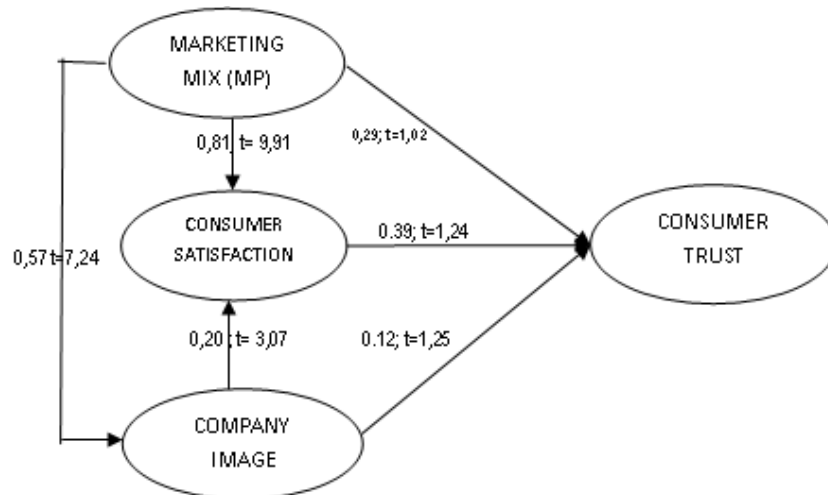 MARKETING
MIX (MP)
0,81; t= 9,91
0,29; t=1,02
CONSUMER
SATISFACTION
0.39; t=1,24
CONSUMER
TRUST
0,57 t=7,24
0,20 ; t= 3,07
0.12; t=1,25
COMPANY
IMAGE